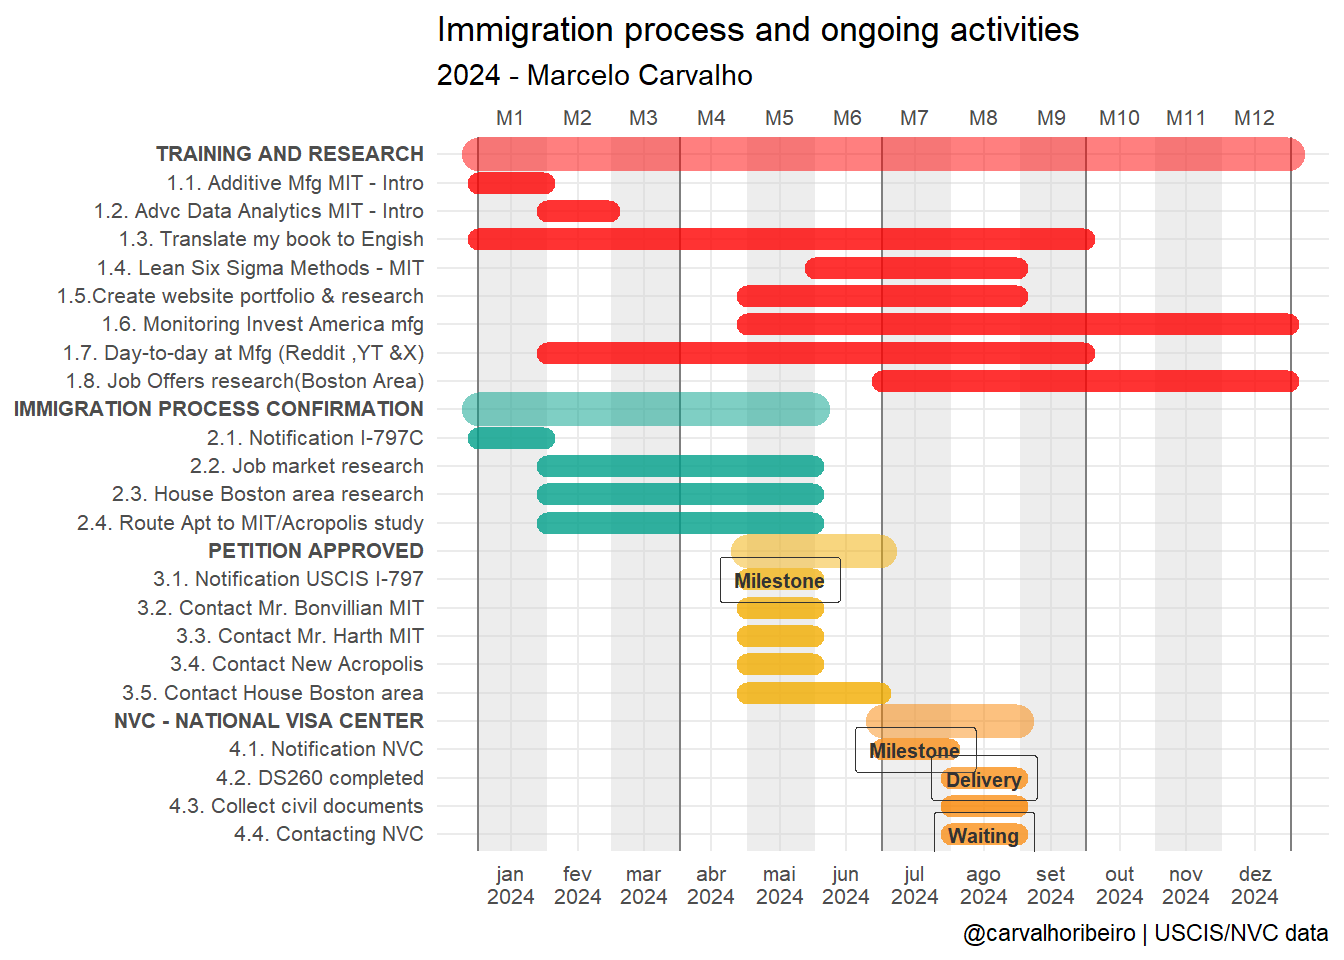 Immigration process and ongoing activities
2024 - Marcelo Carvalho
M1 M2 M3 M4 M5 M6 M7 M8 M9 M10 M11 M12
TRAINING AND RESEARCH
1.1. Additive Mfg MIT - Intro
1.2. Advc Data Analytics MIT - Intro
1.3. Translate my book to Engish
1.4. Lean Six Sigma Methods - MIT
1.5.Create website portfolio & research
1.6. Monitoring Invest America mfg
1.7. Day-to-day at Mfg (Reddit ,YT &X)
1.8. Job Offers research(Boston Area)
IMMIGRATION PROCESS CONFIRMATION
2.1. Notification I-797C
2.2. Job market research
2.3. House Boston area research
2.4. Route Apt to MIT/Acropolis study
PETITION APPROVED
3.1. Notification USCIS I-797 Milestone
3.2. Contact Mr. Bonvillian MIT
3.3. Contact Mr. Harth MIT
3.4. Contact New Acropolis
3.5. Contact House Boston area
NVC - NATIONAL VISA CENTER
4.1. Notification NVC Milestone
4.2. DS260 completed Delivery
4.3. Collect civil documents
4.4. Contacting NVC Waiting
jan fev mar abr mai jun jul ago set out nov dez
2024 2024 2024 2024 2024 2024 2024 2024 2024 2024 2024 2024
@carvalhoribeiro | USCIS/NVC data